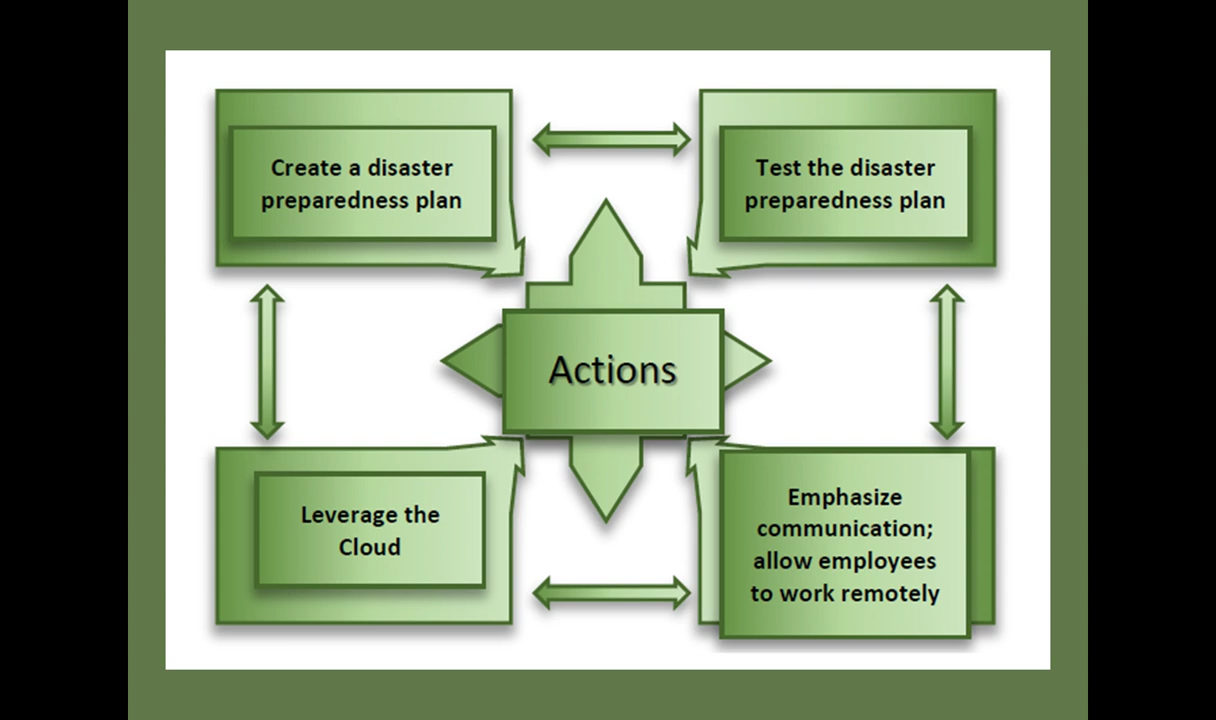 Create a disaster
preparedness plan
Test the disaster
preparedness plan
Actions
Leverage the
Cloud
Emphasize
communication;
allow employees
to work remotely